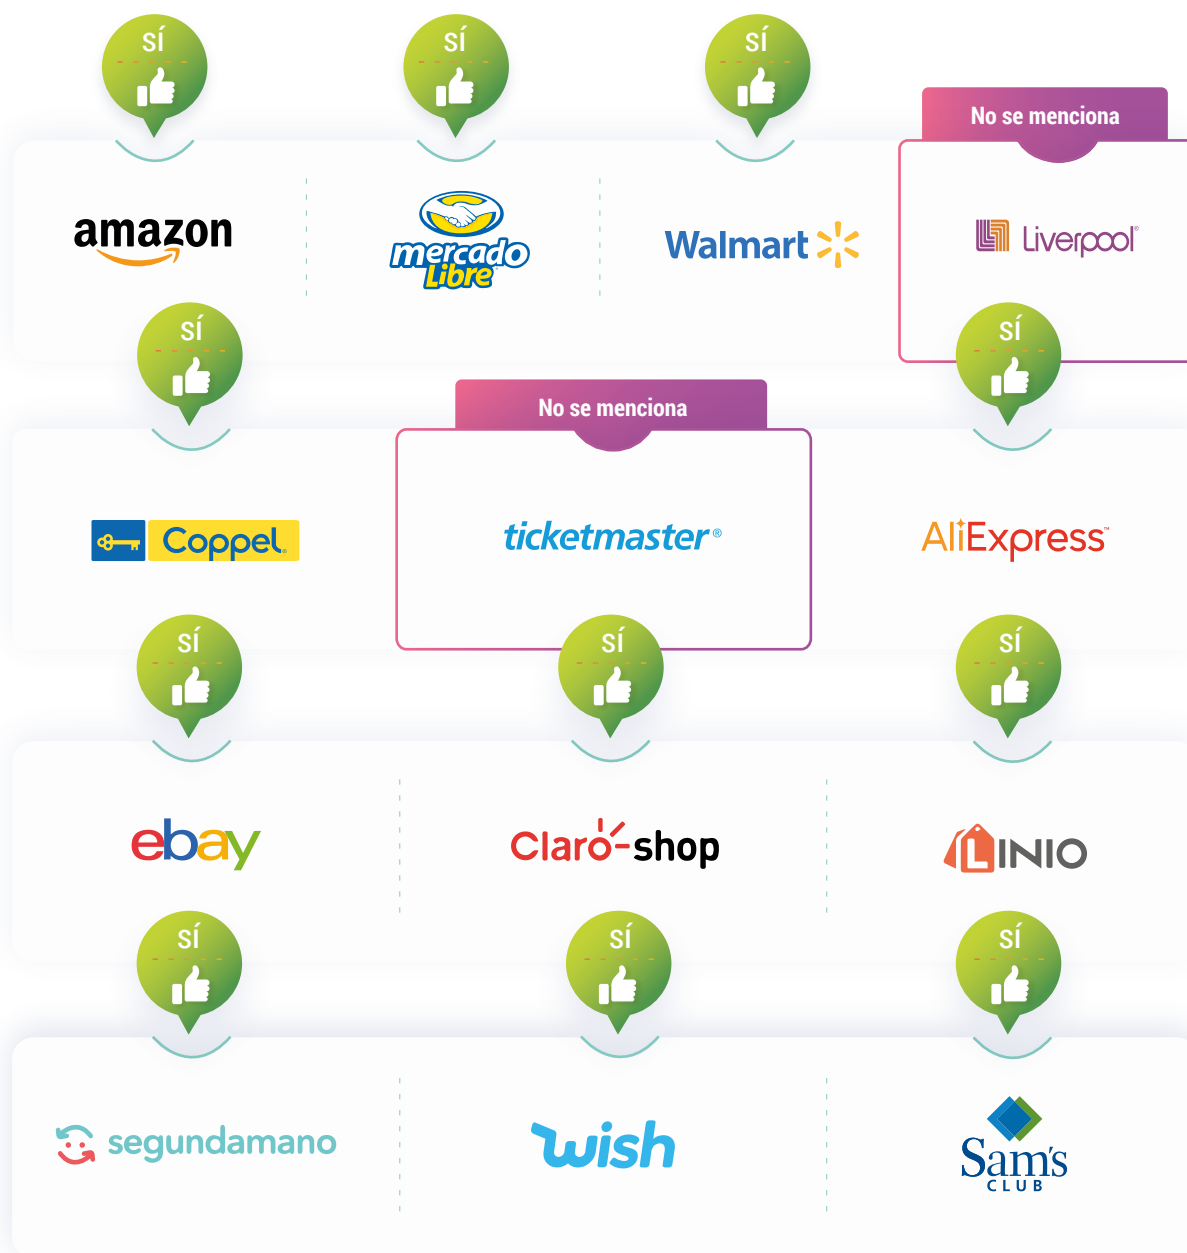 SÍ
SÍ
SÍ
No se menciona
amazon
mercado
Libre
Walmart
Liverpool®
SÍ
No se menciona
SÍ
Coppel®
ticketmaster®
AliExpress™
SÍ
SÍ
SÍ
ebay
Claro-shop
LINIO
SÍ
SÍ
SÍ
segundamano
wish
Sam's
CLUB